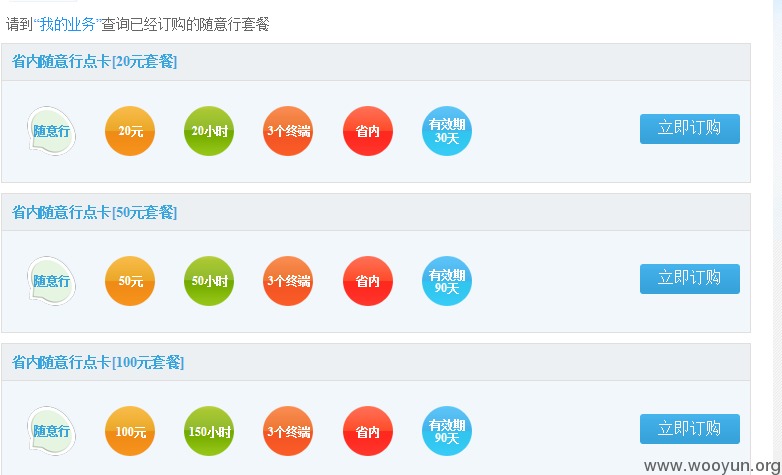 请到“我的业务”查询已经订购的随意行套餐
省内随意行点卡[20元套餐]
随意行 20元 20小时 3个终端 省内 有效期 30天 立即订购
省内随意行点卡[50元套餐]
随意行 50元 50小时 3个终端 省内 有效期 90天 立即订购
省内随意行点卡[100元套餐]
随意行 100元 150小时 3个终端 省内 有效期 90天 立即订购
www.wooyun.org